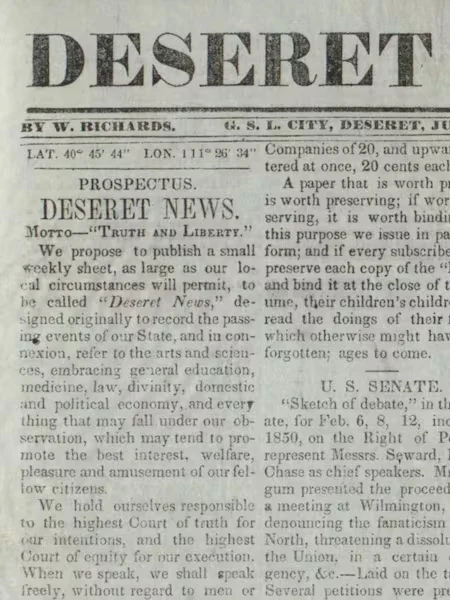 DESERET
BY W. RICHARDS. G. S. L. CITY, DESERET, JU
LAT. 40° 45' 44" LON. 111° 26' 34"
PROSPECTUS.
DESERET NEWS.
MOTTO—"TRUTH AND LIBERTY."
We propose to publish a small
weekly sheet, as large as our lo-
cal circumstances will permit, to
be called "Deseret News," de-
signed originally to record the pass-
ing events of our State, and in con-
nexion, refer to the arts and scien-
ces, embracing general education,
medicine, law, divinity, domestic
and political economy, and every
thing that may fall under our ob-
servation, which may tend to pro-
mote the best interest, welfare,
pleasure and amusement of our fel-
low citizens.
We hold ourselves responsible
to the highest Court of truth for
our intentions, and the highest
Court of equity for our execution.
When we speak, we shall speak
freely, without regard to men or
Companies of 20, and upwa
tered at once, 20 cents each
A paper that is worth p
is worth preserving; if wor
serving, it is worth bindin
this purpose we issue in pa
form; and if every subscribe
preserve each copy of the "
and bind it at the close of t
ume, their children's childre
read the doings of their
which otherwise might hav
forgotten; ages to come.
U. S. SENATE.
"Sketch of debate," in th
ate, for Feb. 6, 8, 12, inc
1850, on the Right of Pe
represent Messrs. Seward,
Chase as chief speakers. M
gum presented the proceed
a meeting at Wilmington,
denouncing the fanaticism
North, threatening a dissolu
the Union, in a certain
gency, &c.—Laid on the ta
Several petitions were pre